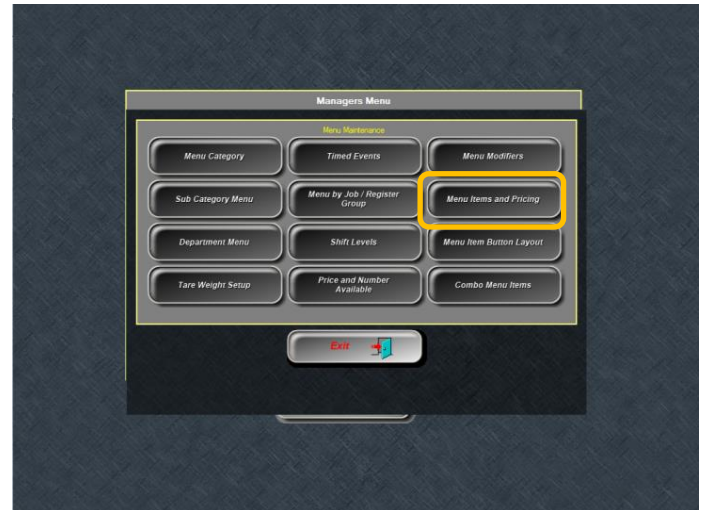 Managers Menu
Menu Maintenance
Menu Category
Timed Events
Menu Modifiers
Sub Category Menu
Menu by Job / Register
Group
Menu Items and Pricing
Department Menu
Shift Levels
Menu Item Button Layout
Tare Weight Setup
Price and Number
Available
Combo Menu Items
Exit